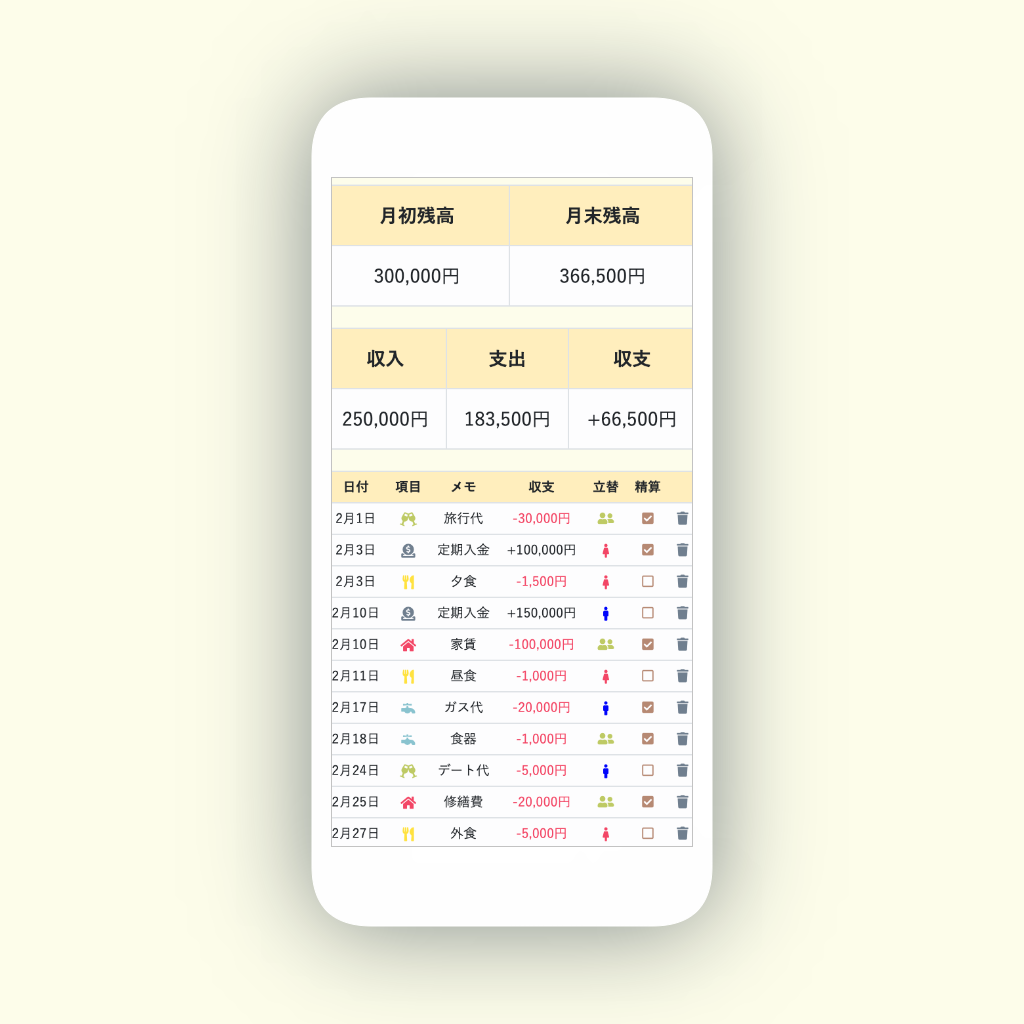 月初残高 月末残高
300,000円 366,500円
収入 支出 収支
250,000円 183,500円 +66,500円
日付 項目 メモ 収支 立替 精算
2月1日 旅行代 -30,000円
2月3日 定期入金 +100,000円
2月3日 夕食 -1,500円
2月10日 定期入金 +150,000円
2月10日 家賃 -100,000円
2月11日 昼食 -1,000円
2月17日 ガス代 -20,000円
2月18日 食器 -1,000円
2月24日 デート代 -5,000円
2月25日 修繕費 -20,000円
2月27日 外食 -5,000円